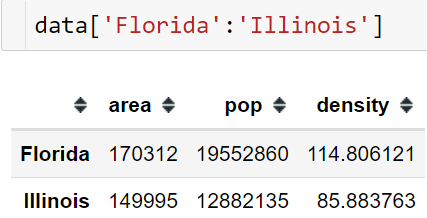 data['Florida':'Illinois']
area pop density
Florida 170312 19552860 114.806121
Illinois 149995 12882135 85.883763